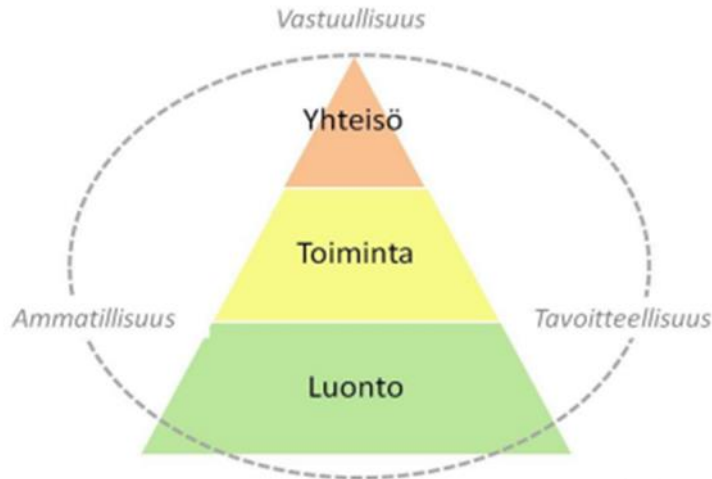 Vastuullisuus
Yhteisö
Toiminta
Ammatillisuus
Tavoitteellisuus
Luonto